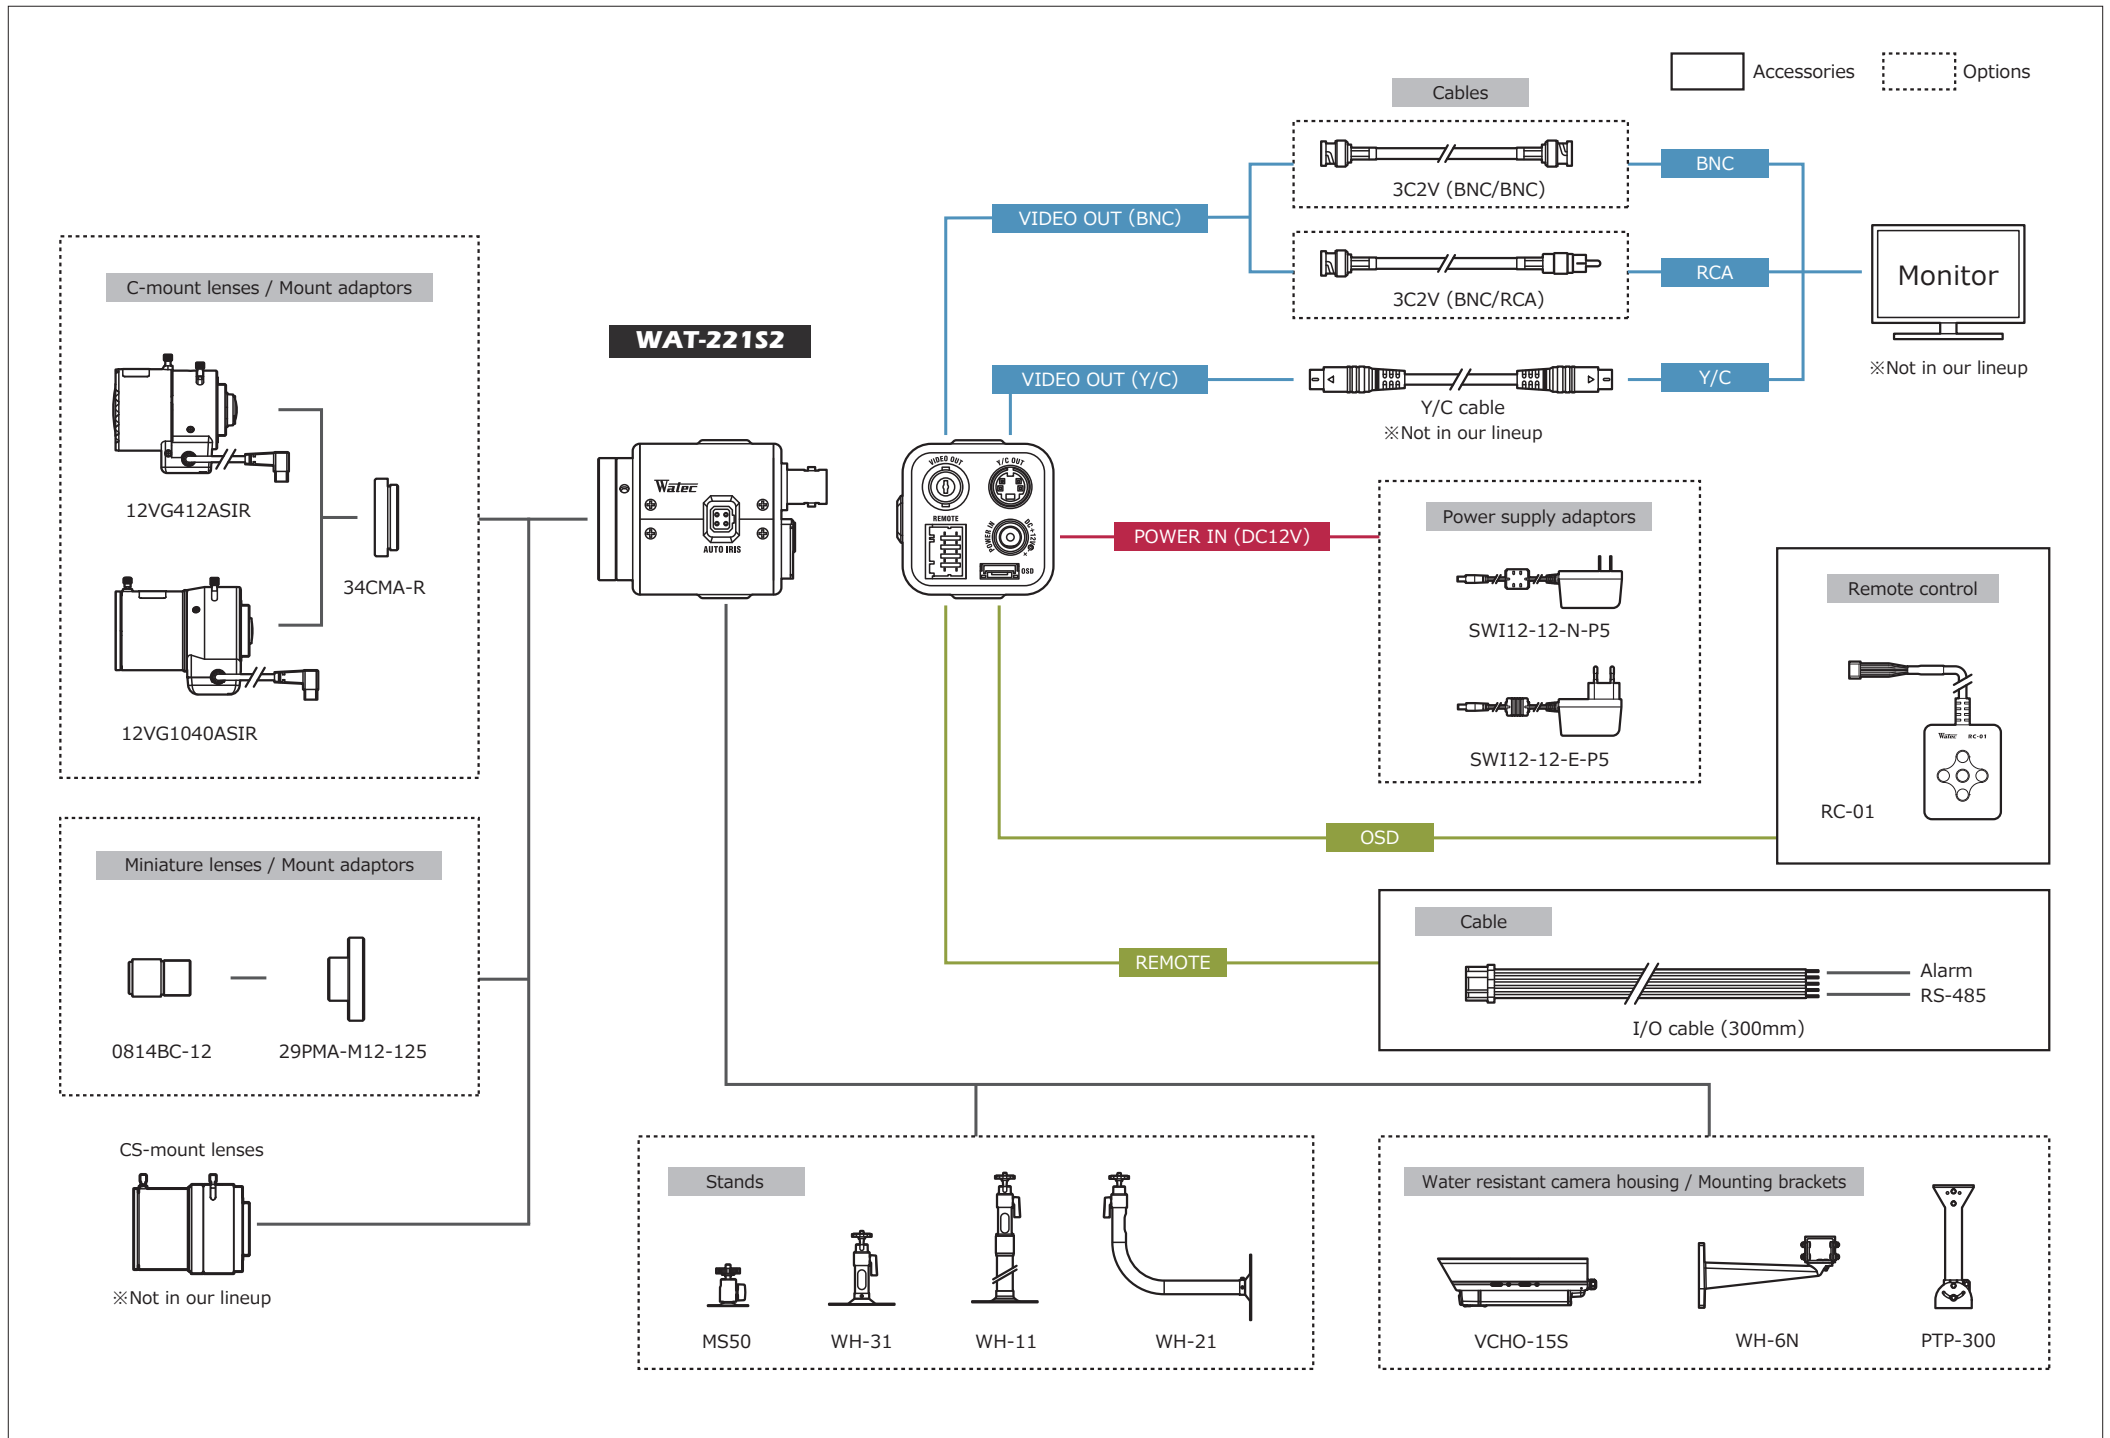 Accessories
Options
Cables
3C2V (BNC/BNC)
BNC
VIDEO OUT (BNC)
3C2V (BNC/RCA)
RCA
Monitor
※Not in our lineup
VIDEO OUT (Y/C)
Y/C
Y/C cable
※Not in our lineup
C-mount lenses / Mount adaptors
12VG412ASIR
34CMA-R
12VG1040ASIR
WAT-221S2
Watec
AUTO IRIS
VIDEO OUT
Y/C OUT
REMOTE
POWER IN
DC+12V
OSD
POWER IN (DC12V)
Power supply adaptors
SWI12-12-N-P5
SWI12-12-E-P5
Remote control
Watec RC-01
RC-01
OSD
Miniature lenses / Mount adaptors
0814BC-12
29PMA-M12-125
REMOTE
Cable
Alarm
RS-485
I/O cable (300mm)
CS-mount lenses
※Not in our lineup
Stands
MS50
WH-31
WH-11
WH-21
Water resistant camera housing / Mounting brackets
VCHO-15S
WH-6N
PTP-300